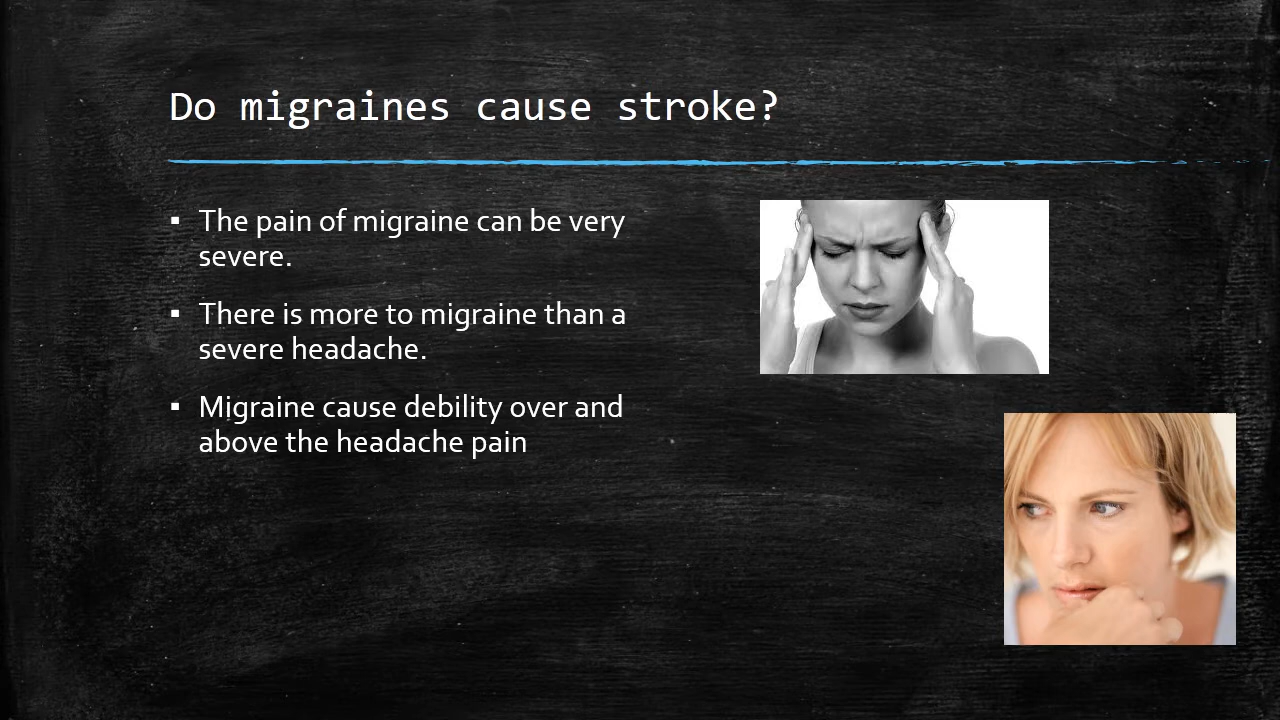 Do migraines cause stroke?
▪ The pain of migraine can be very
severe.
▪ There is more to migraine than a
severe headache.
▪ Migraine cause debility over and
above the headache pain